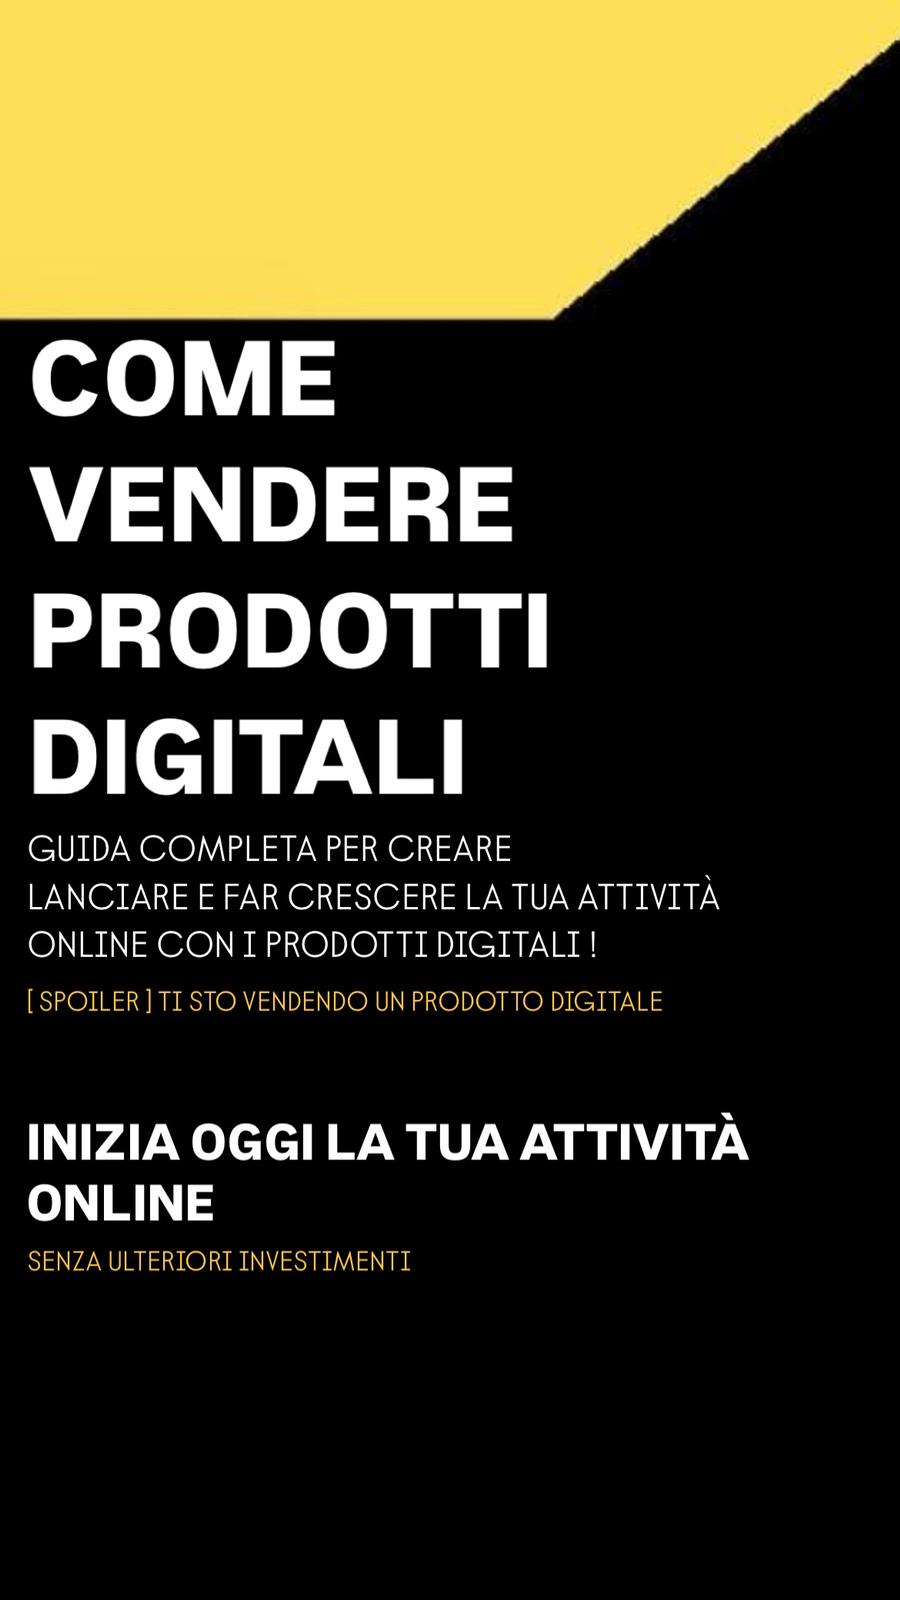 COME
VENDERE
PRODOTTI
DIGITALI
GUIDA COMPLETA PER CREARE
LANCIARE E FAR CRESCERE LA TUA ATTIVITÀ
ONLINE CON I PRODOTTI DIGITALI !
[ SPOILER ] TI STO VENDENDO UN PRODOTTO DIGITALE
INIZIA OGGI LA TUA ATTIVITÀ
ONLINE
SENZA ULTERIORI INVESTIMENTI